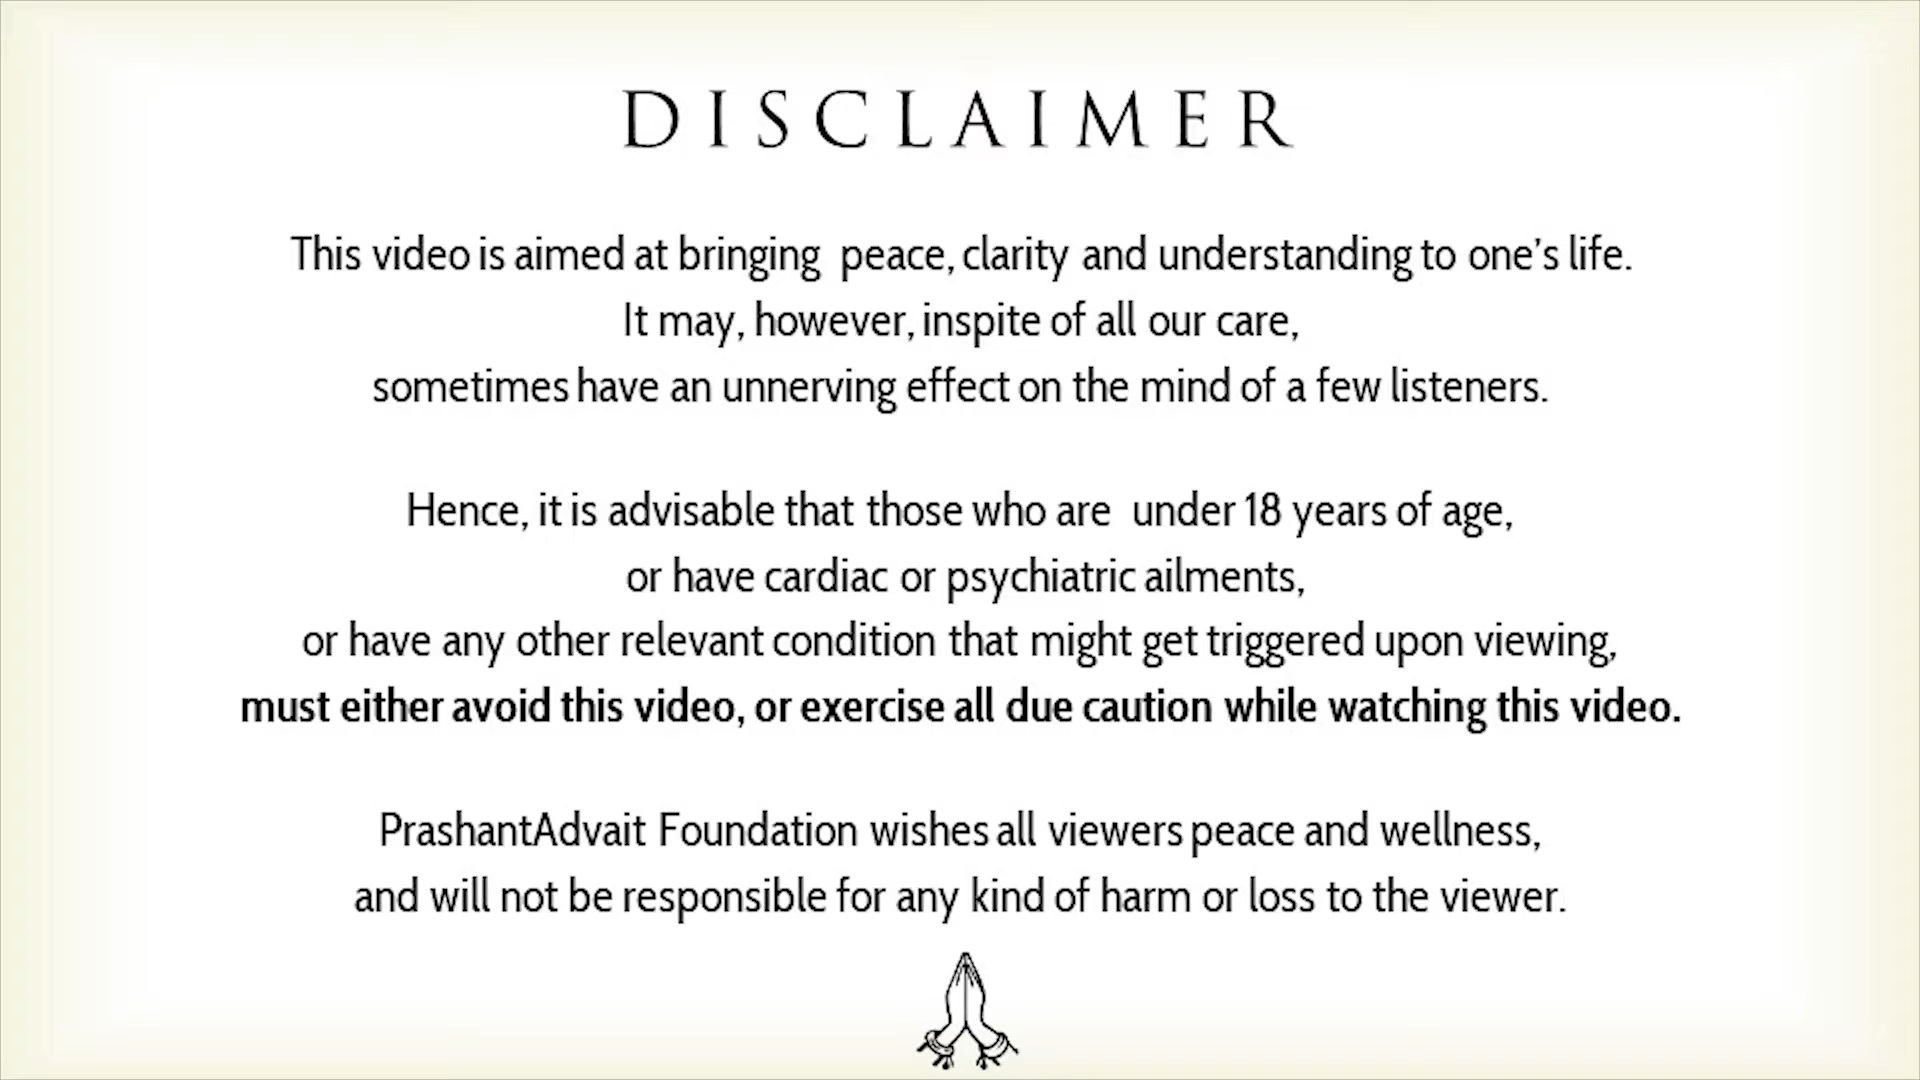 DISCLAIMER
This video is aimed at bringing peace, clarity and understanding to one's life.
It may, however, inspite of all our care,
sometimes have an unnerving effect on the mind of a few listeners.
Hence, it is advisable that those who are under 18 years of age,
or have cardiac or psychiatric ailments,
or have any other relevant condition that might get triggered upon viewing,
must either avoid this video, or exercise all due caution while watching this video.
PrashantAdvait Foundation wishes all viewers peace and wellness,
and will not be responsible for any kind of harm or loss to the viewer.